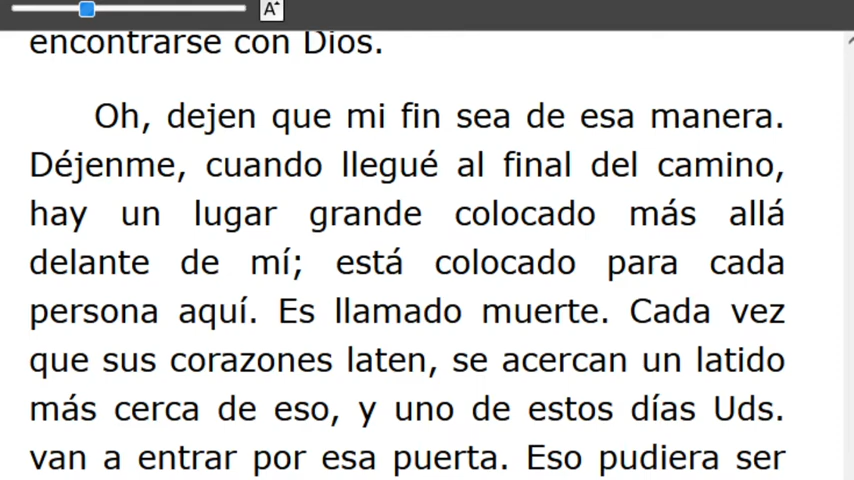 A
encontrarse con Dios.
Oh, dejen que mi fin sea de esa manera.
Déjenme, cuando llegué al final del camino,
hay un lugar grande colocado más allá
delante de mí; está colocado para cada
persona aquí. Es llamado muerte. Cada vez
que sus corazones laten, se acercan un latido
más cerca de eso, y uno de estos días Uds.
van a entrar por esa puerta. Eso pudiera ser